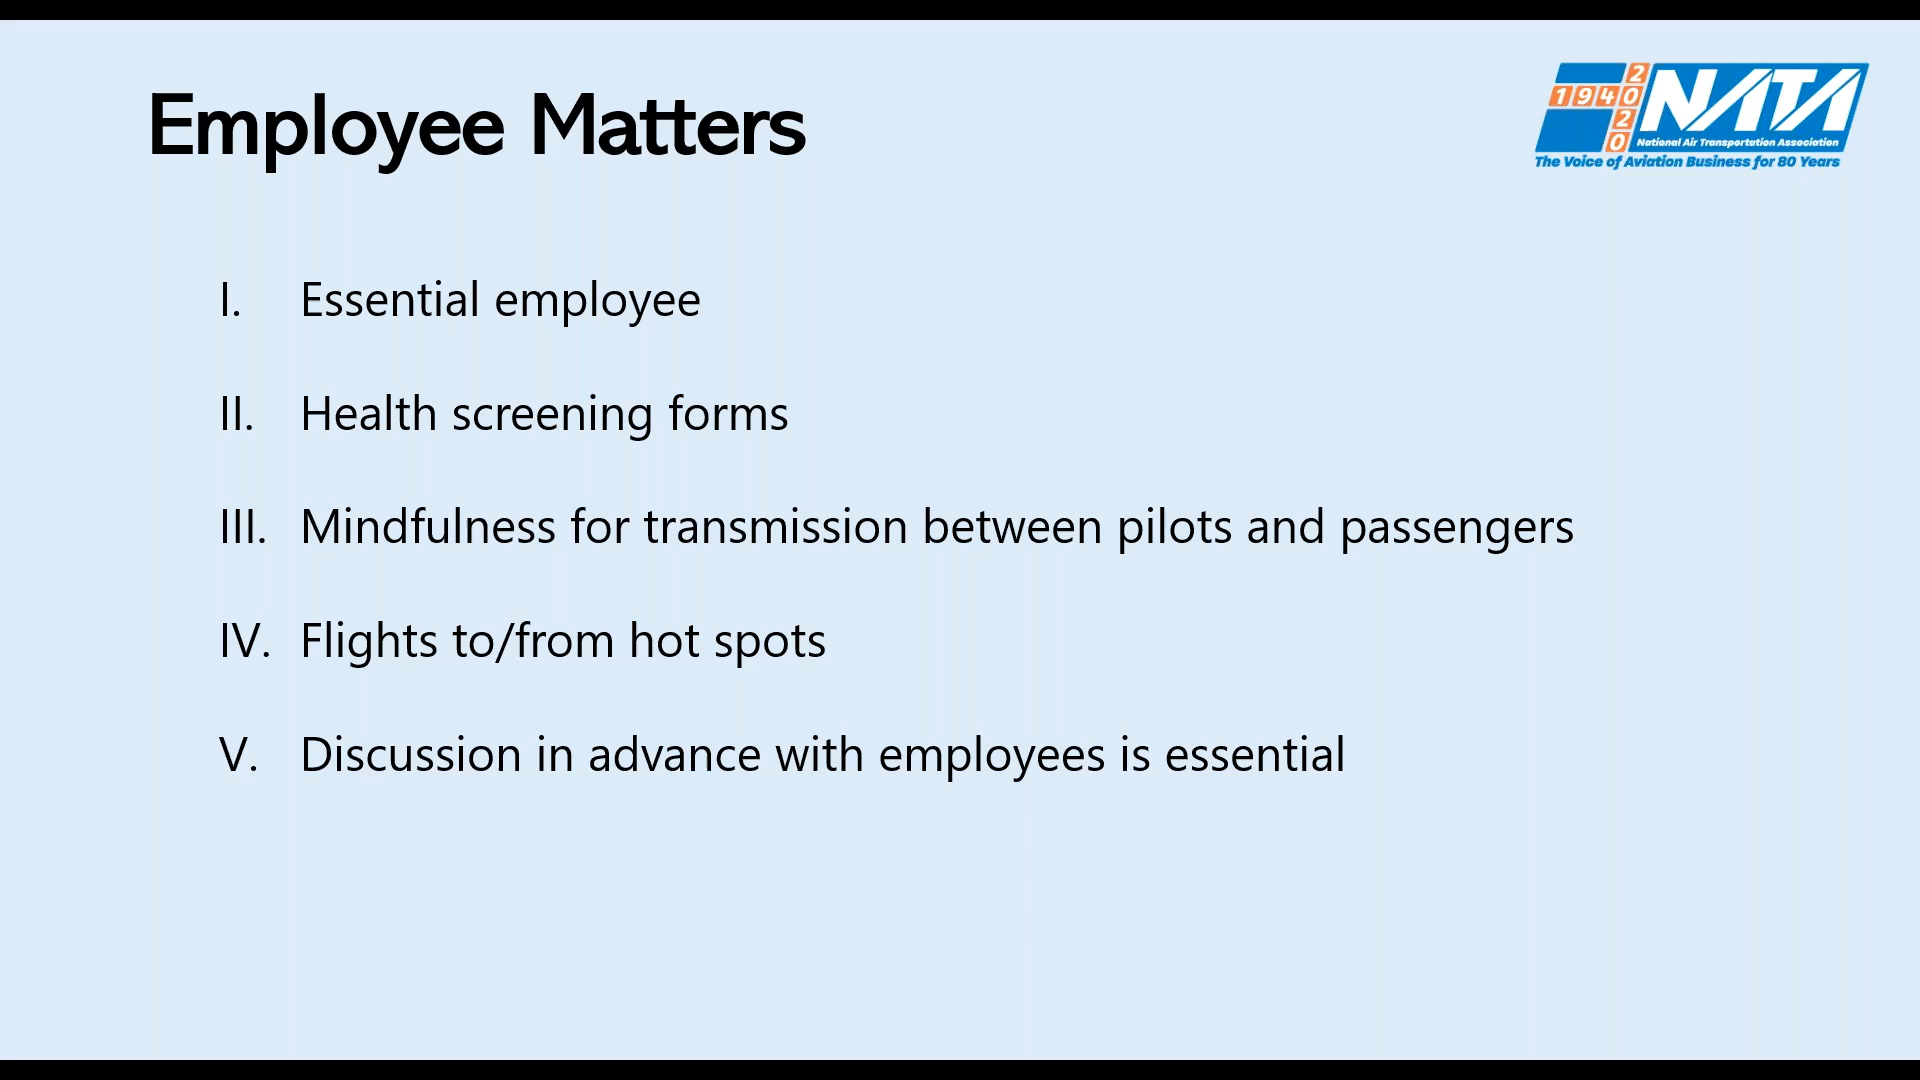 Employee Matters
1940
2020
NATA
National Air Transportation Association
The Voice of Aviation Business for 80 Years
I. Essential employee
II. Health screening forms
III. Mindfulness for transmission between pilots and passengers
IV. Flights to/from hot spots
V. Discussion in advance with employees is essential